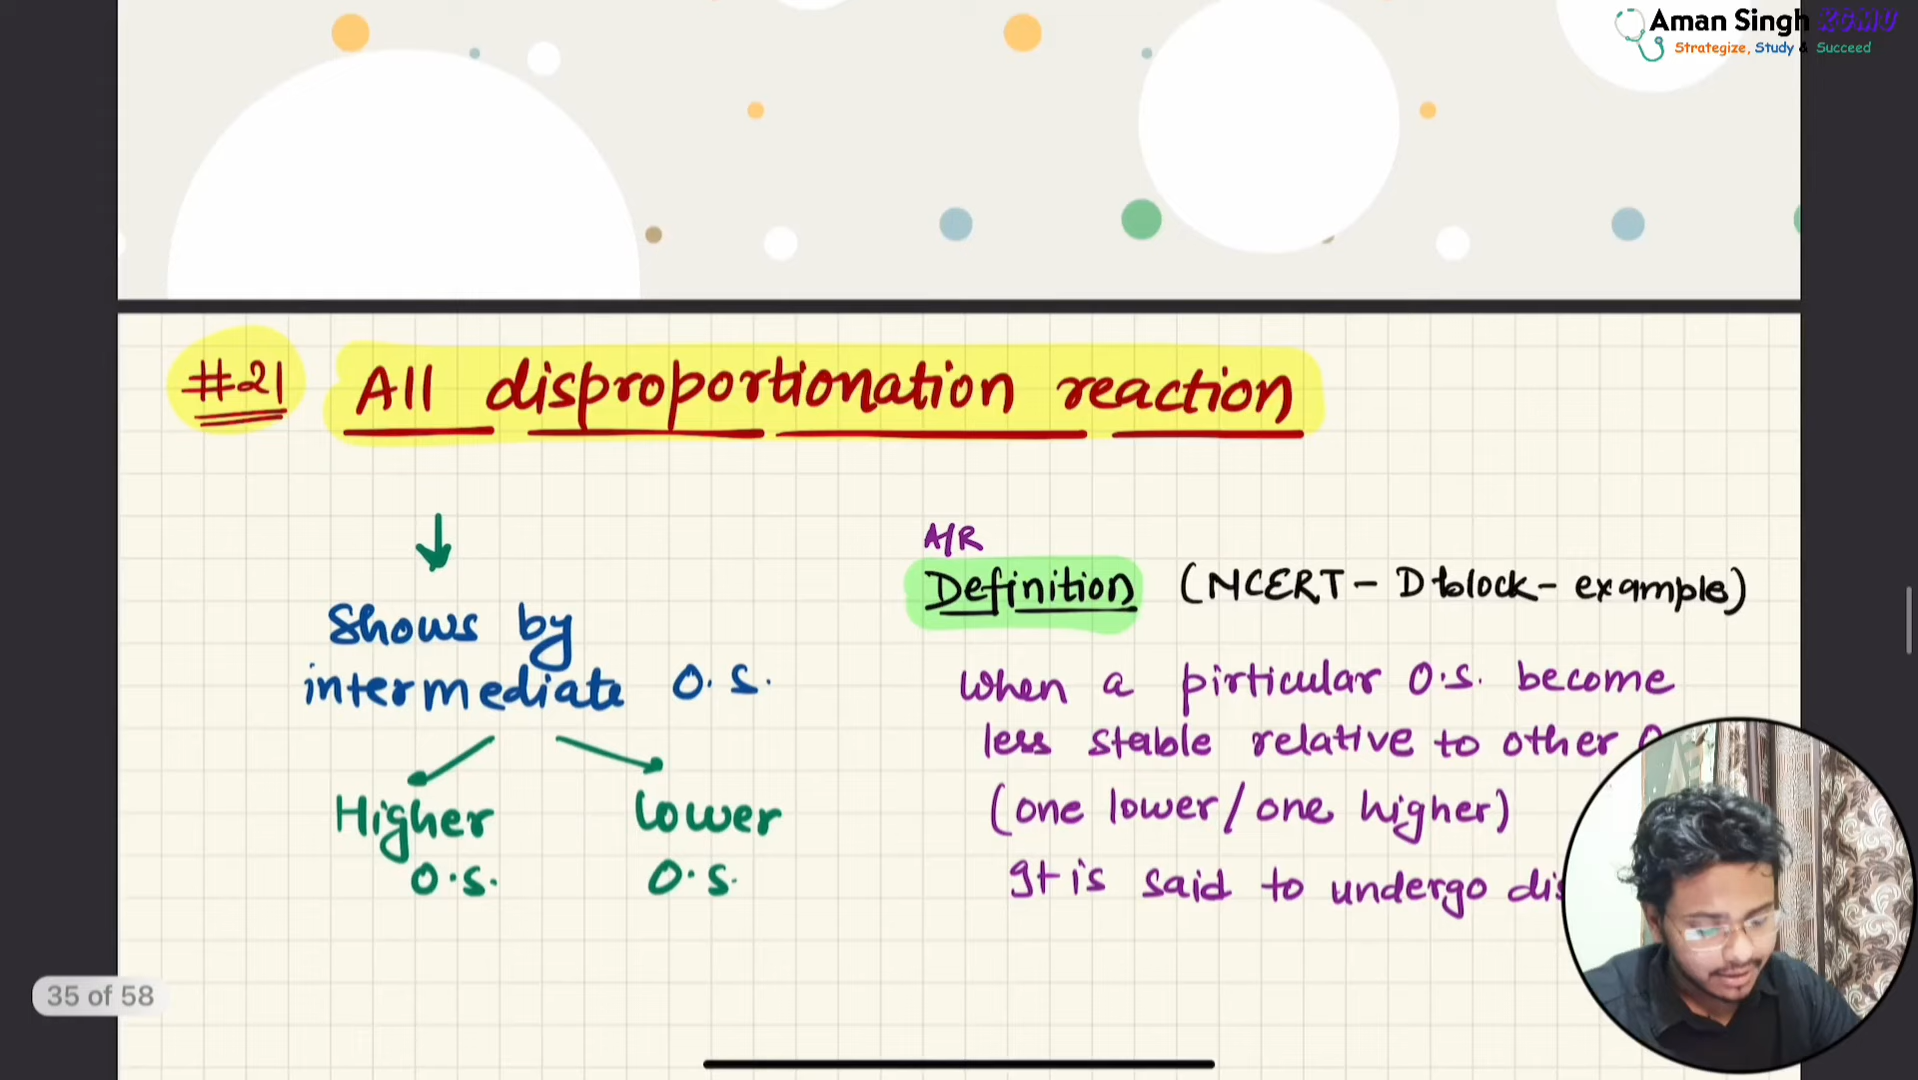 Aman Singh KGMU
Strategize, Study & Succeed
#21 All disproportionation reaction
Shows by
intermediate O.S.
Higher
O.S.
Lower
O.S.
A/R
Definition (NCERT - D block - example)
When a pirticular O.S. become
less stable relative to other
(one lower/one higher)
It is said to undergo
35 of 58